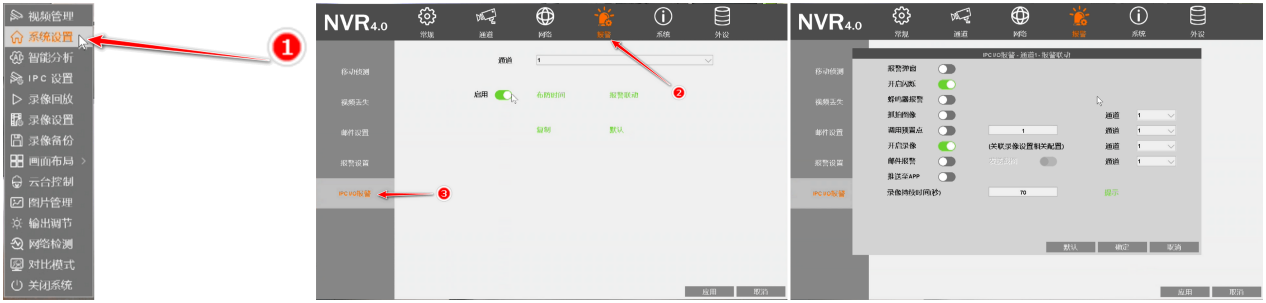 视频管理
系统设置
智能分析
IPC 设置
录像回放
录像设置
录像备份
画面布局 >
云台控制
图片管理
输出调节
网络检测
对比模式
关闭系统
1
NVR4.0
常规 通道 网络 报警 系统 外设
通道 1
移动侦测
启用 布防时间 报警联动
2
视频丢失
复制 默认
邮件设置
报警设置
IPC I/O报警
3
应用 取消
NVR4.0
常规 通道 网络 报警 系统 外设
IPC I/O报警 - 通道1 - 报警联动
移动侦测
视频丢失
邮件设置
报警设置
IPC I/O报警
报警弹窗
开启闪烁
蜂鸣器报警
抓拍图像 通道 1
调用预置点 1 通道 1
开启录像 (关联录像设置相关配置) 通道 1
邮件报警 通道 1
推送至APP
录像持续时间(秒) 70 提示
默认 确定 取消
应用 取消